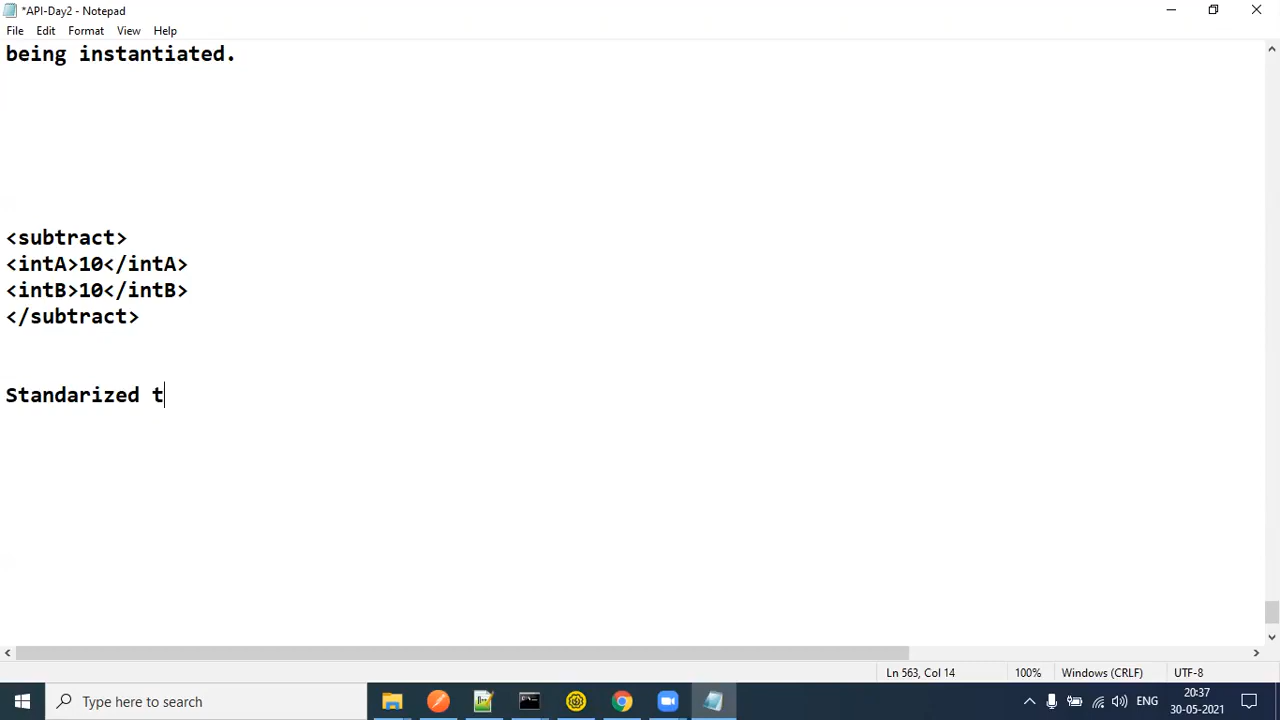 *API-Day2 - Notepad
File Edit Format View Help
being instantiated.
<subtract>
<intA>10</intA>
<intB>10</intB>
</subtract>
Standarized t
Ln 563, Col 14 100% Windows (CRLF) UTF-8
Type here to search ENG 20:37
30-05-2021